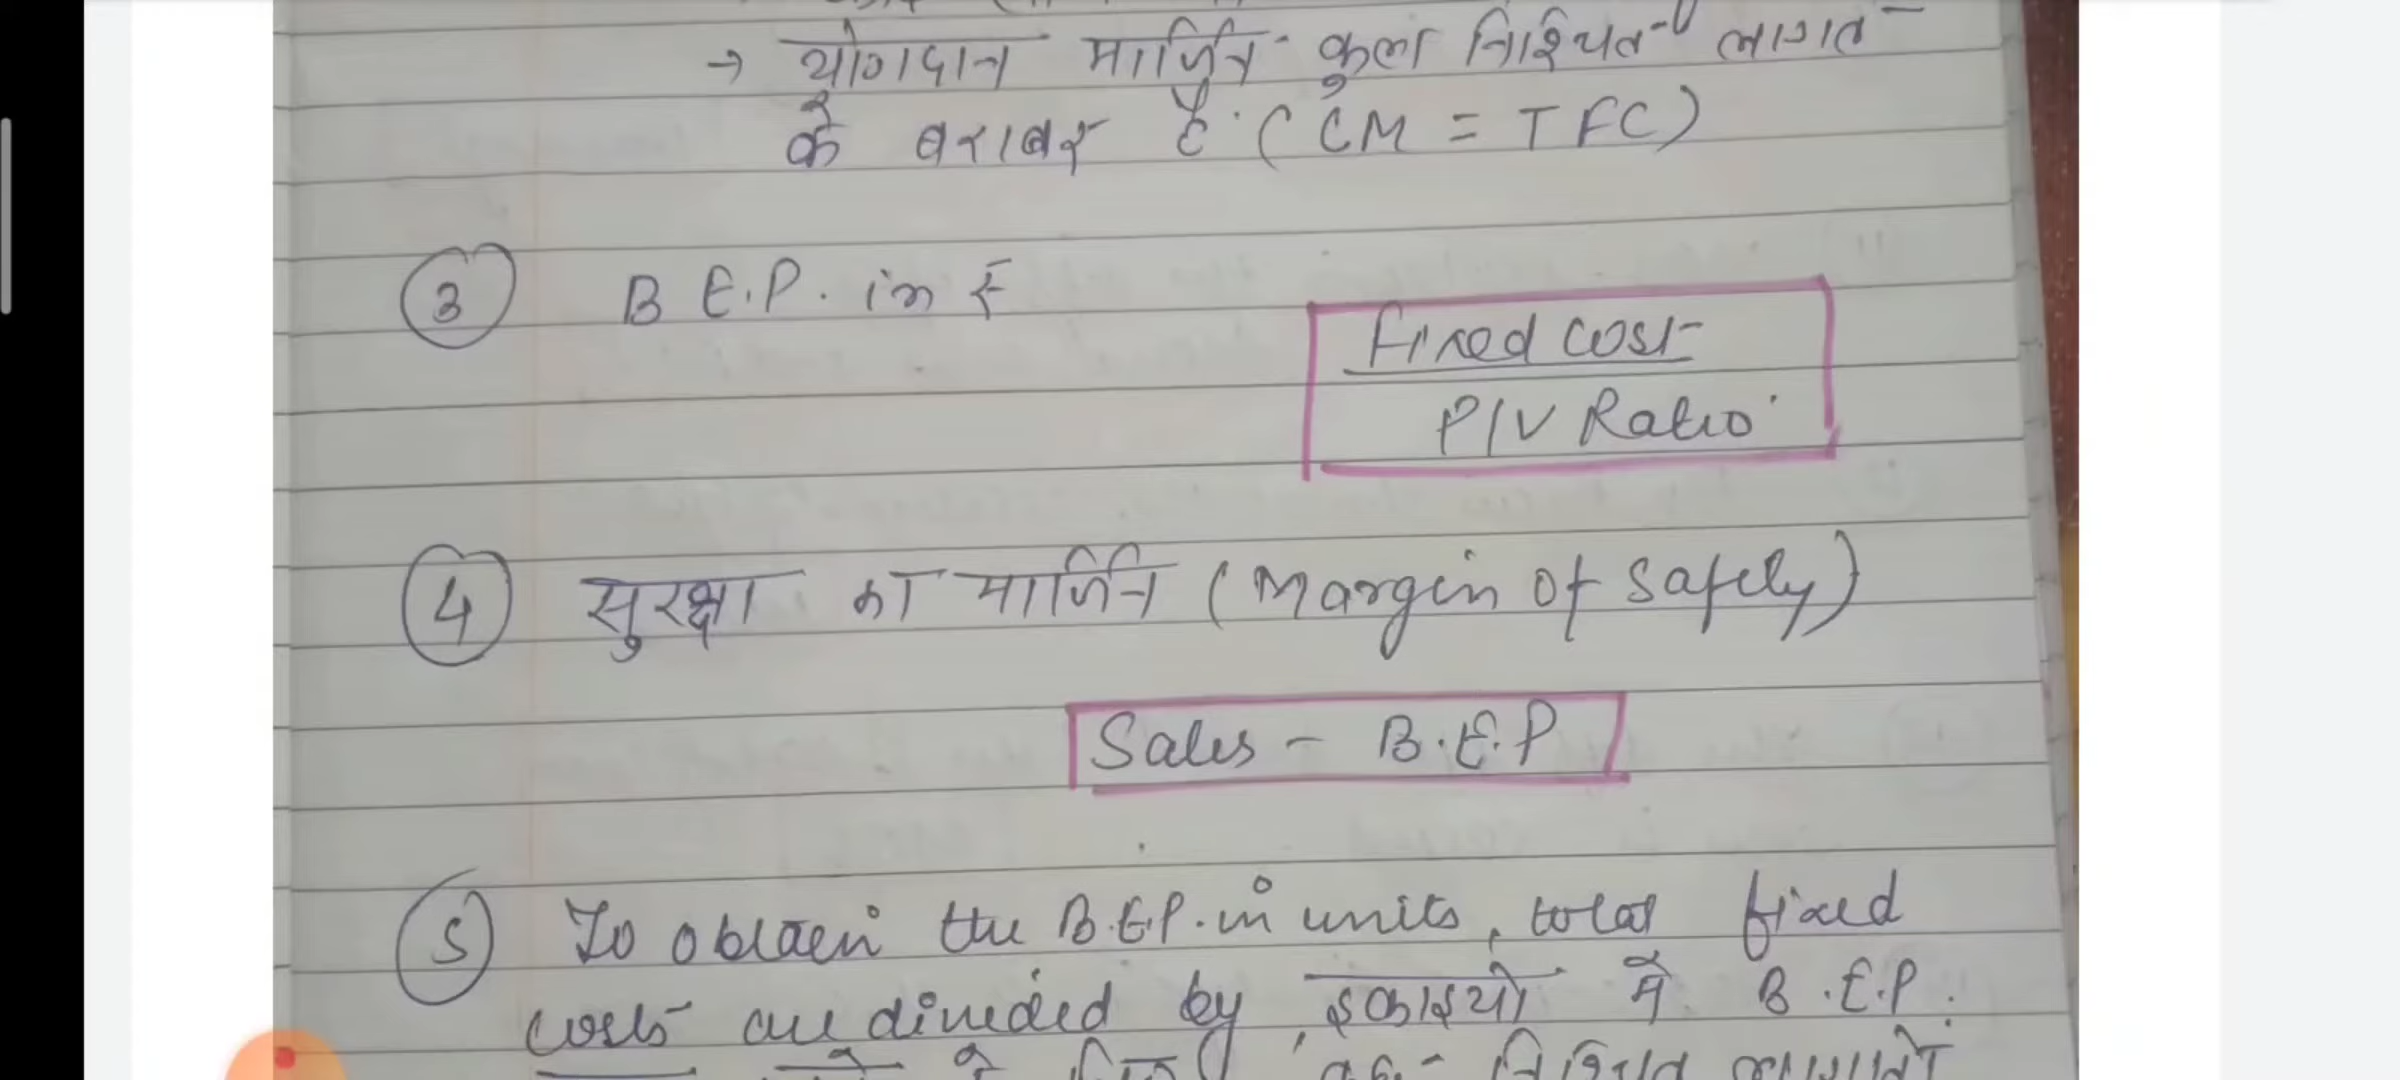 → योगदान मार्जिन कुल निश्चित लागत
के बराबर है (CM = TFC)
③ B.E.P. in ₹
Fixed cost
P/V Ratio
④ सुरक्षा का मार्जिन (Margin of Safety)
Sales - B.E.P
⑤ To obtain the B.E.P. in units, total fixed
costs are divided by इकाइयों में B.E.P.